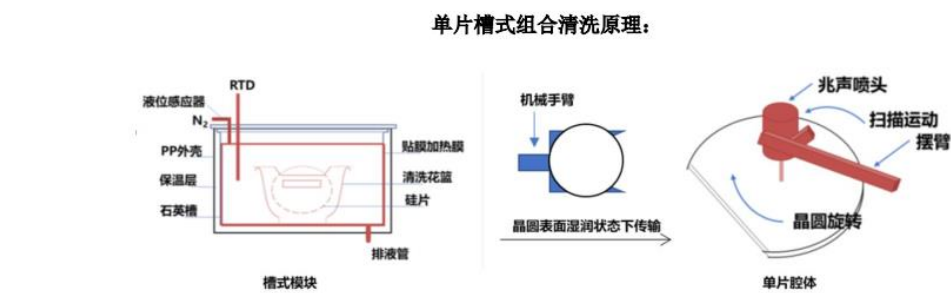 单片槽式组合清洗原理：
RTD
液位感应器
N2
PP外壳
保温层
石英槽
贴膜加热膜
清洗花篮
硅片
排液管
槽式模块
机械手臂
晶圆表面湿润状态下传输
兆声喷头
扫描运动
摆臂
晶圆旋转
单片腔体